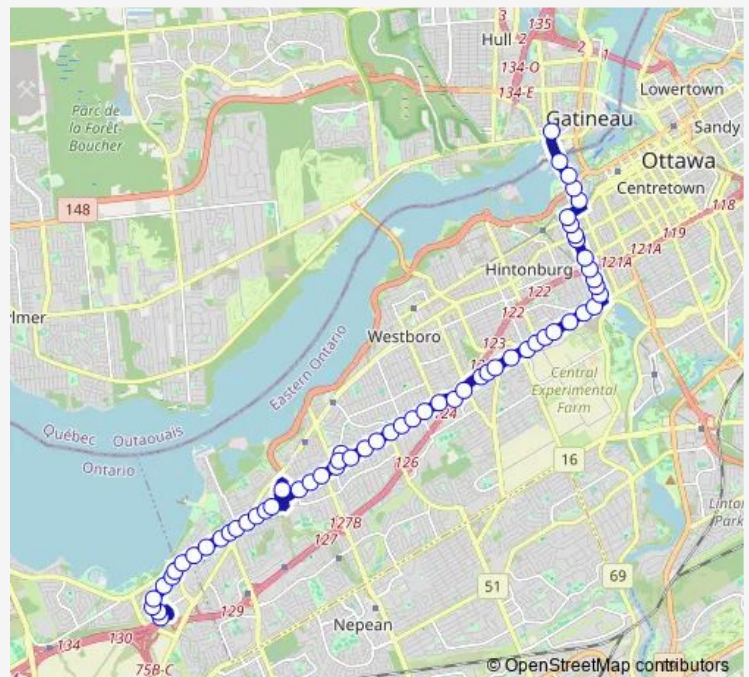 3
135
Hull
2
2
1
134-O
134-E
Lowertown
Parc de
la Forêt-
Boucher
Gatineau
Sandy
Ottawa
Centretown
148
118
119
121A
121A
Hintonburg
122
122
lmer
Westboro
123
Eastern Ontario
Central
Experimental
Farm
124
Québec Outaouais
Ontario
126
16
127B
127
Linton
Park
51
69
129
134
130
Nepean
75B-C
© OpenStreetMap contributors